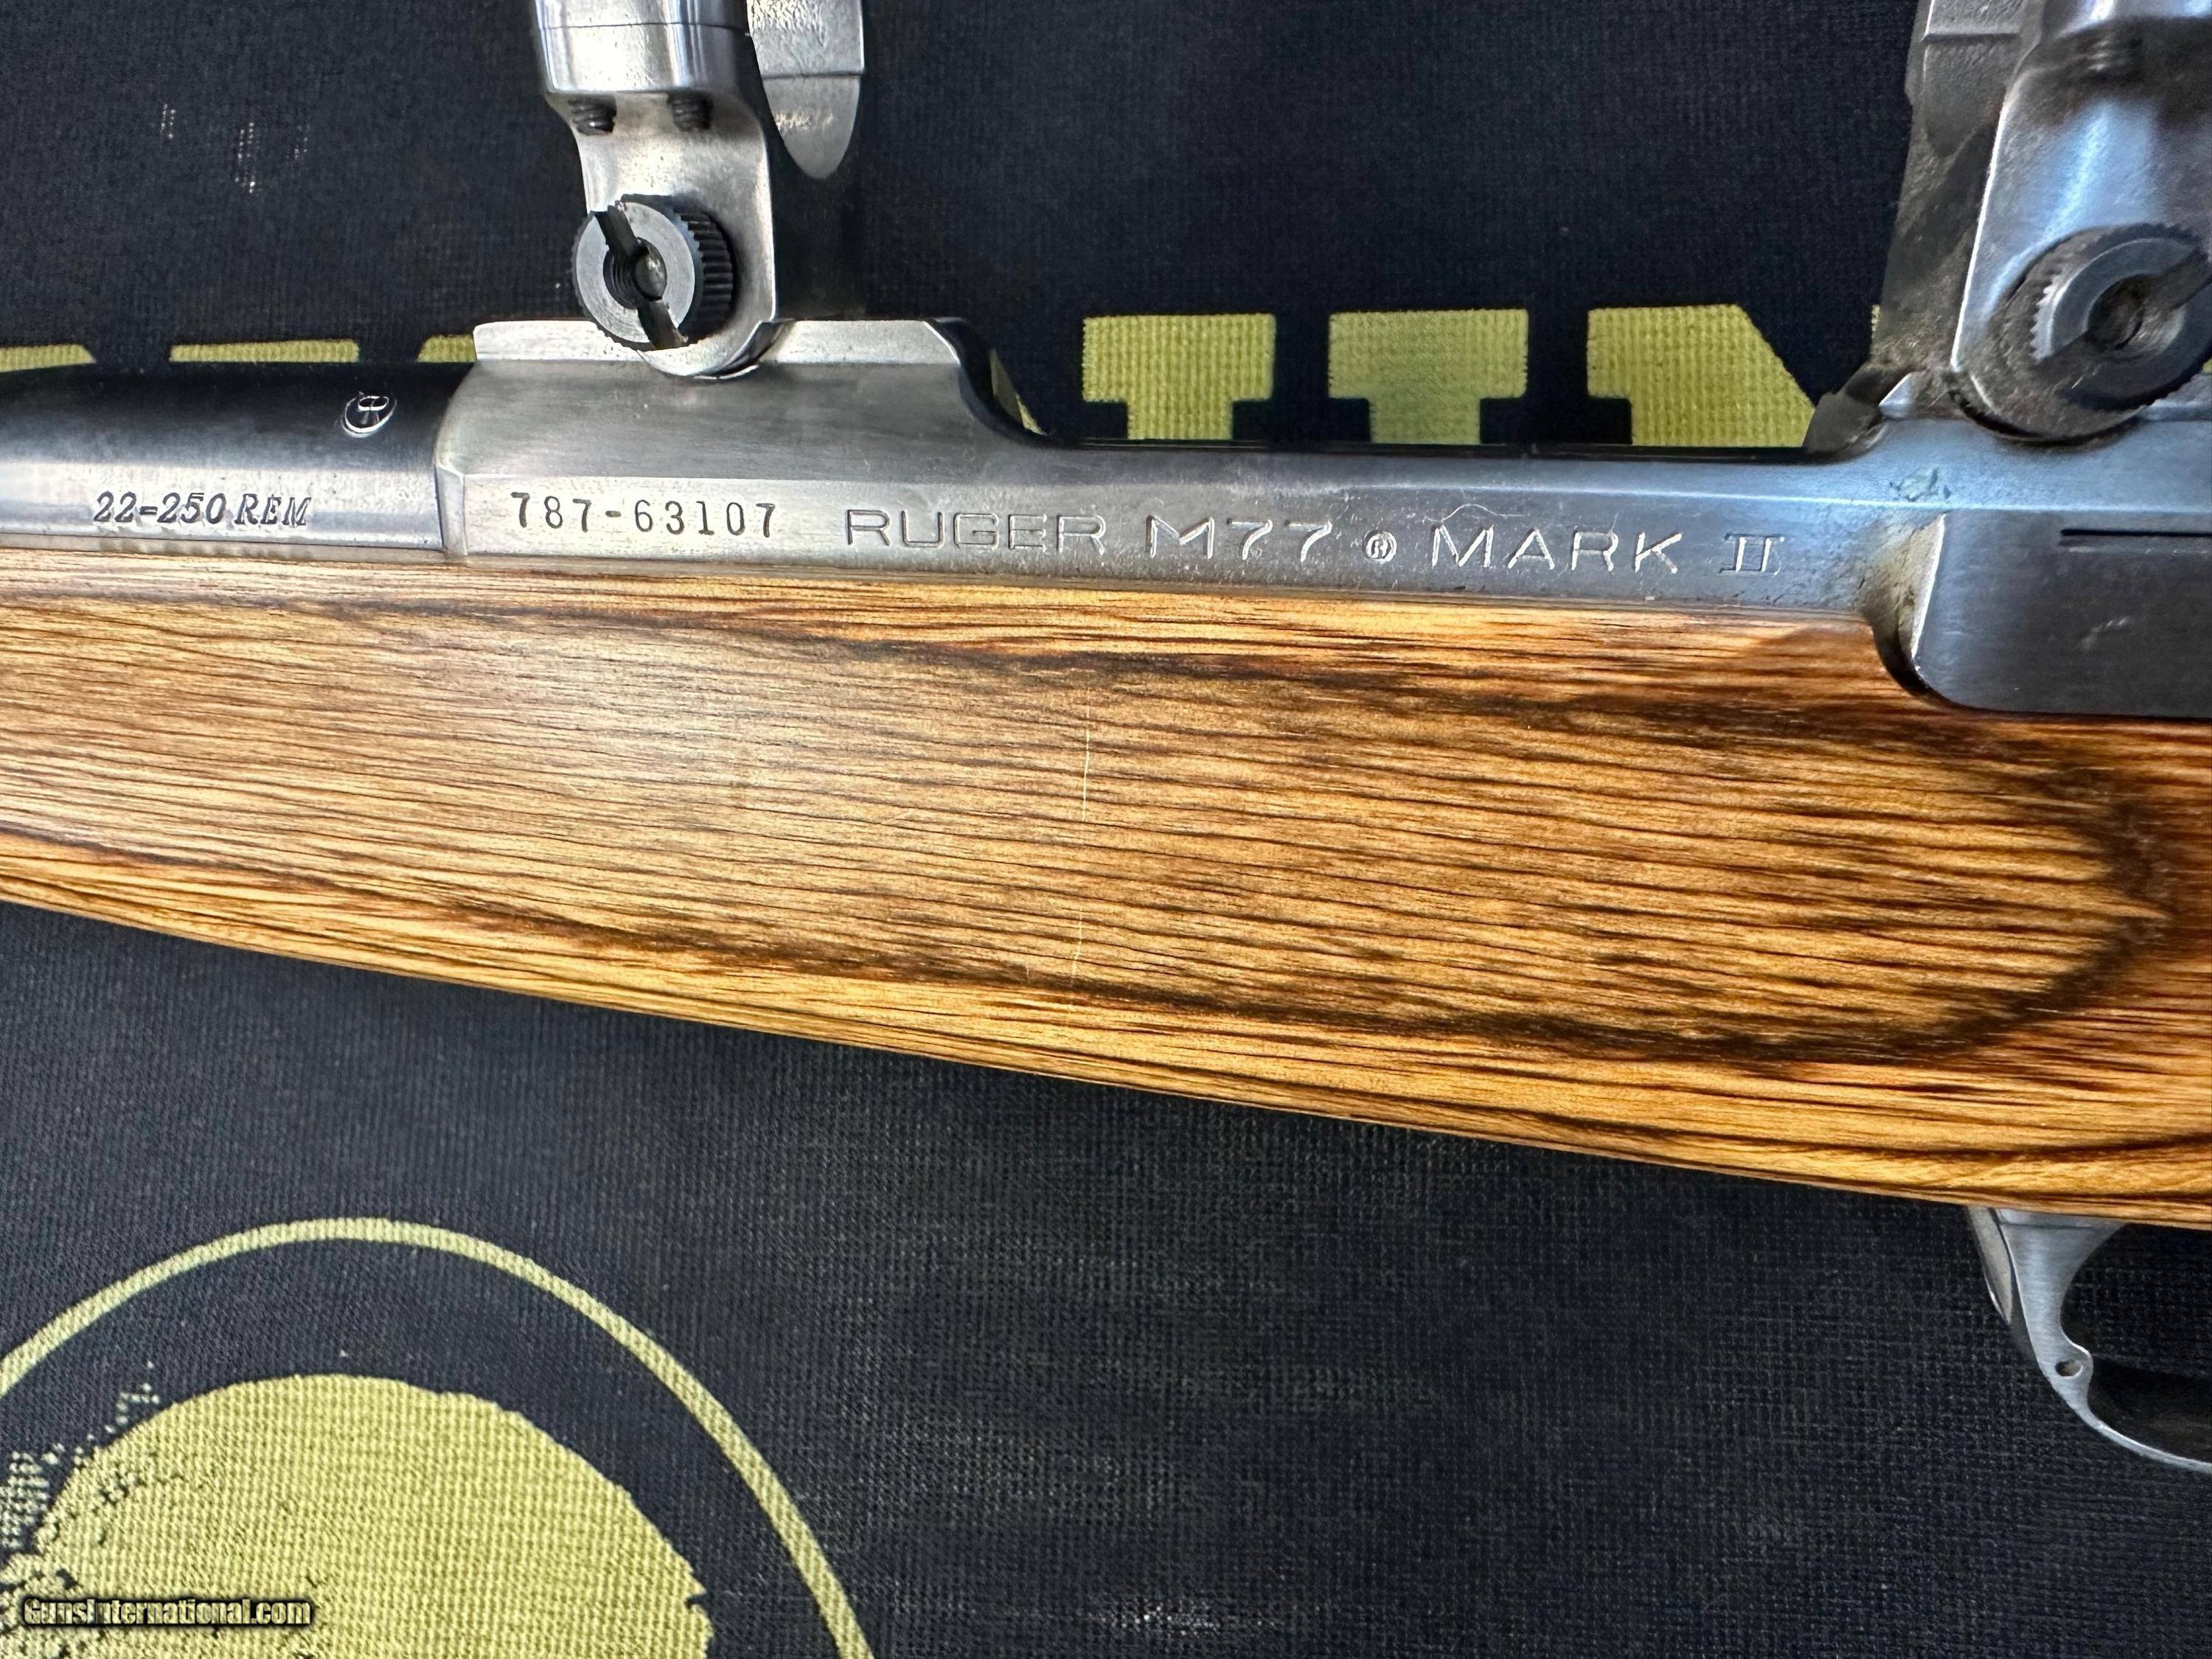 22-250 REM
787-63107 RUGER M77 ® MARK II
GunsInternational.com